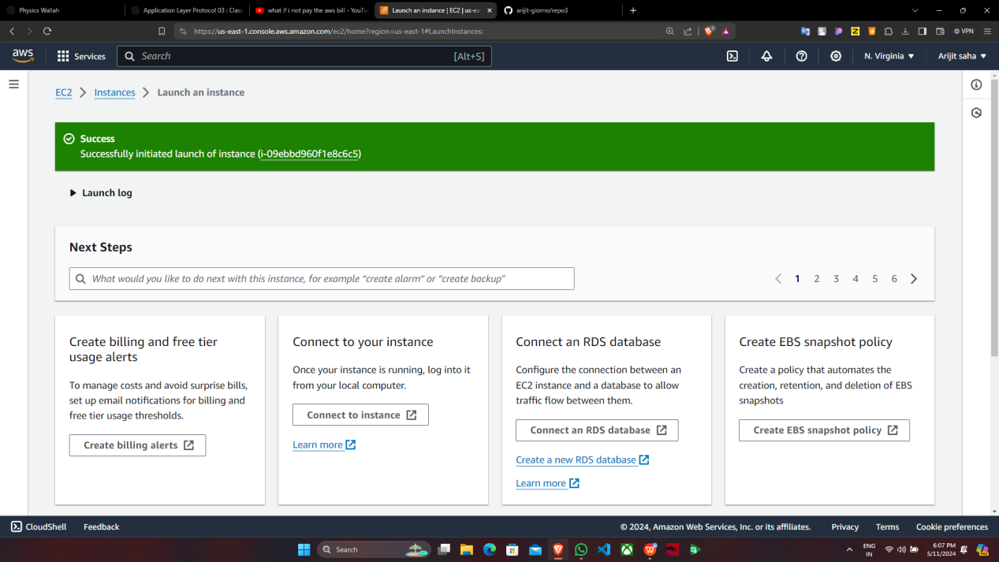 Physics Wallah
Application Layer Protocol 03 : Class
what if i not pay the aws bill - YouTu
Launch an instance | EC2 | us-ea
arijit-giorno/repo3
https://us-east-1.console.aws.amazon.com/ec2/home?region=us-east-1#LaunchInstances:
VPN
aws
Services
Search
[Alt+S]
N. Virginia
Arijit saha
EC2
Instances
Launch an instance
Success
Successfully initiated launch of instance (i-09ebbd960f1e8c6c5)
Launch log
Next Steps
What would you like to do next with this instance, for example “create alarm” or “create backup”
1 2 3 4 5 6
Create billing and free tier
usage alerts
To manage costs and avoid surprise bills,
set up email notifications for billing and
free tier usage thresholds.
Create billing alerts
Connect to your instance
Once your instance is running, log into it
from your local computer.
Connect to instance
Learn more
Connect an RDS database
Configure the connection between an
EC2 instance and a database to allow
traffic flow between them.
Connect an RDS database
Create a new RDS database
Learn more
Create EBS snapshot policy
Create a policy that automates the
creation, retention, and deletion of EBS
snapshots
Create EBS snapshot policy
CloudShell
Feedback
© 2024, Amazon Web Services, Inc. or its affiliates.
Privacy
Terms
Cookie preferences
Search
ENG
IN
6:07 PM
5/11/2024